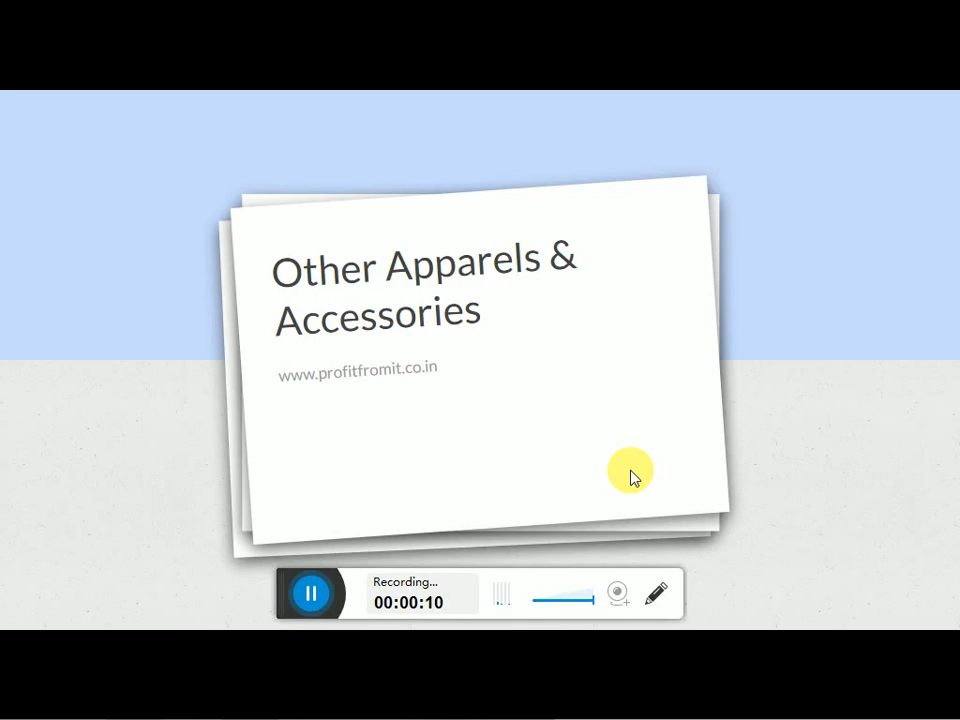 Other Apparels &
Accessories
www.profitfromit.co.in
Recording...
00:00:10